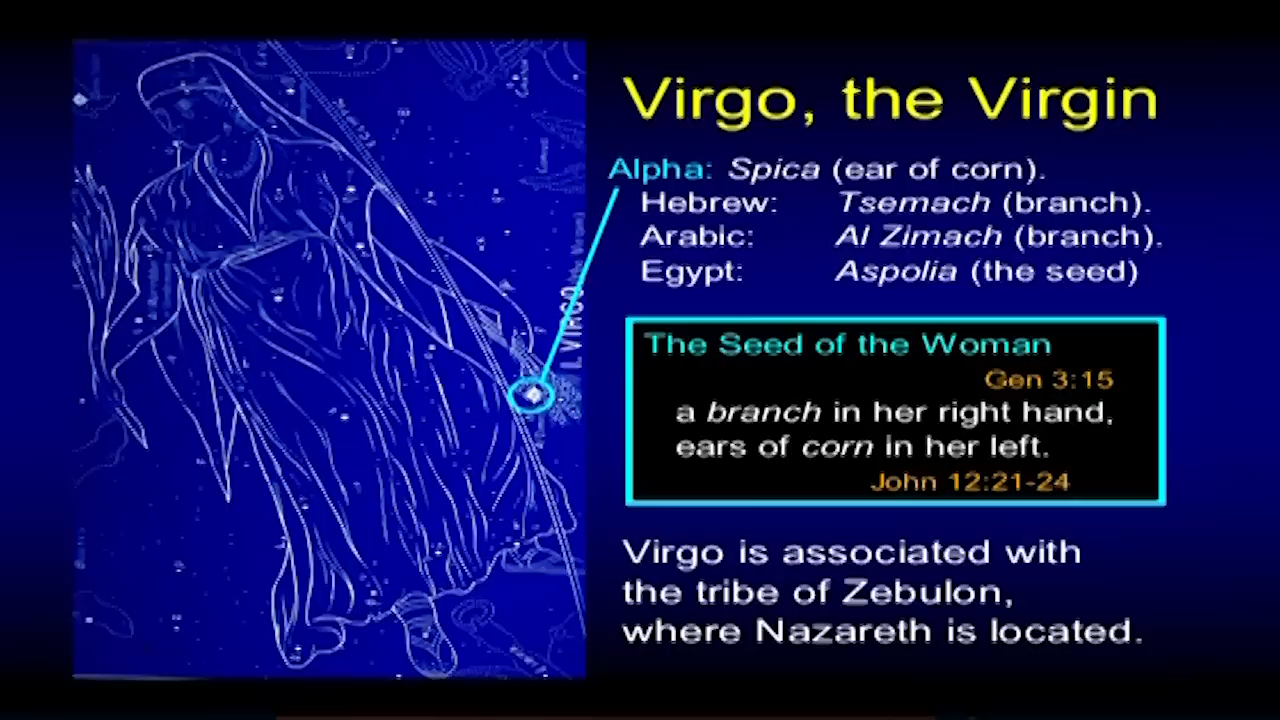 Virgo, the Virgin
Alpha: Spica (ear of corn).
Hebrew: Tsemach (branch).
Arabic: Al Zimach (branch).
Egypt: Aspolia (the seed)
VIRGO
The Seed of the Woman
Gen 3:15
a branch in her right hand,
ears of corn in her left.
John 12:21-24
Virgo is associated with
the tribe of Zebulon,
where Nazareth is located.